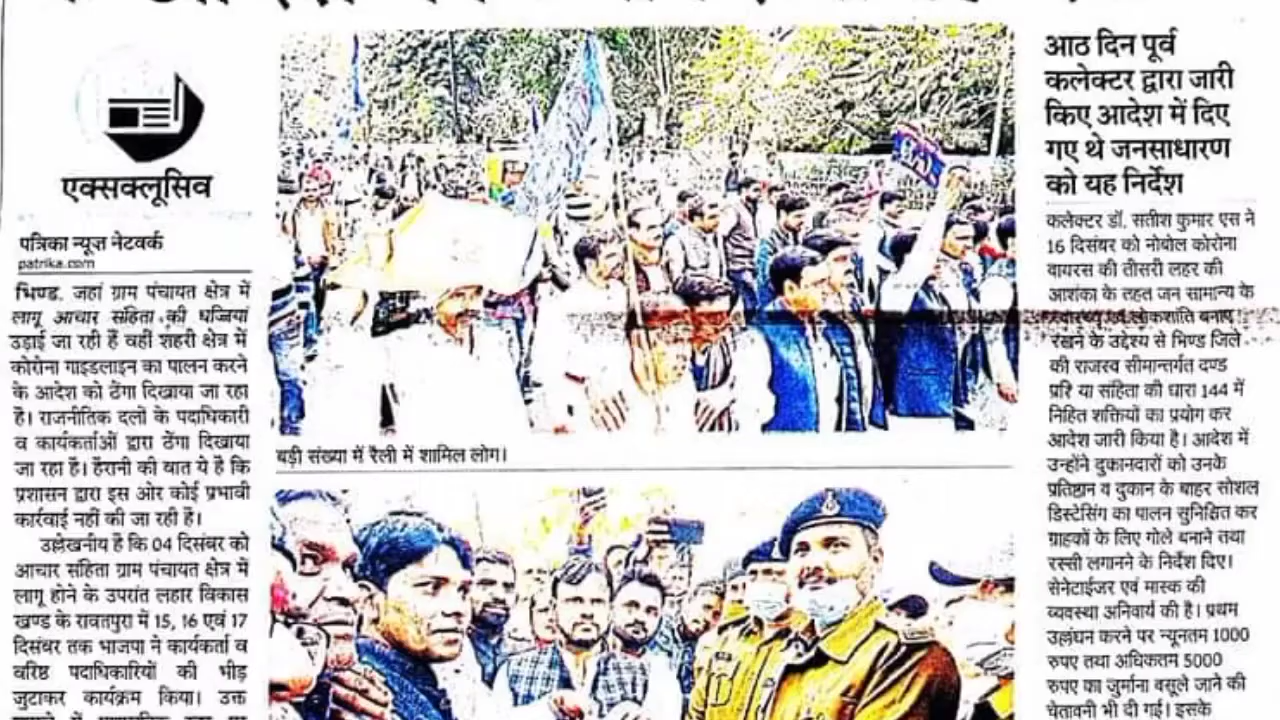 एक्सक्लूसिव
पत्रिका न्यूज नेटवर्क
patrika.com
भिण्ड. जहां ग्राम पंचायत क्षेत्र में
लागू आचार संहिता की धज्जियां
उड़ाई जा रही हैं वहीं शहरी क्षेत्र में
कोरोना गाइडलाइन का पालन करने
के आदेश को ठेंगा दिखाया जा रहा
है। राजनीतिक दलों के पदाधिकारी
व कार्यकर्ताओं द्वारा ठेंगा दिखाया
जा रहा है। हैरानी की बात ये है कि
प्रशासन द्वारा इस ओर कोई प्रभावी
कार्रवाई नहीं की जा रही है।
उल्लेखनीय है कि 04 दिसंबर को
आचार संहिता ग्राम पंचायत क्षेत्र में
लागू होने के उपरांत लहार विकास
खण्ड के रावतपुरा में 15, 16 एवं 17
दिसंबर तक भाजपा ने कार्यकर्ता व
वरिष्ठ पदाधिकारियों की भीड़
जुटाकर कार्यक्रम किया। उक्त
बड़ी संख्या में रैली में शामिल लोग।
आठ दिन पूर्व
कलेक्टर द्वारा जारी
किए आदेश में दिए
गए थे जनसाधारण
को यह निर्देश
कलेक्टर डॉ. सतीश कुमार एस ने
16 दिसंबर को नोबोल कोरोना
वायरस की तीसरी लहर की
आशंका के तहत जन सामान्य के
लोकशांति बनाए
रखने के उद्देश्य से भिण्ड जिले
की राजस्व सीमान्तर्गत दण्ड
प्ररि या संहिता की धारा 144 में
निहित शक्तियों का प्रयोग कर
आदेश जारी किया है। आदेश में
उन्होंने दुकानदारों को उनके
प्रतिष्ठान व दुकान के बाहर सोशल
डिस्टेसिंग का पालन सुनिश्चित कर
ग्राहकों के लिए गोले बनाने तथा
रस्सी लगानने के निर्देश दिए।
सेनेटाईजर एवं मास्क की
व्यवस्था अनिवार्य की है। प्रथम
उल्लंघन करने पर न्यूनतम 1000
रुपए तथा अधिकतम 5000
रुपए का जुर्माना वसूले जाने की
चेतावनी भी दी गई। इसके